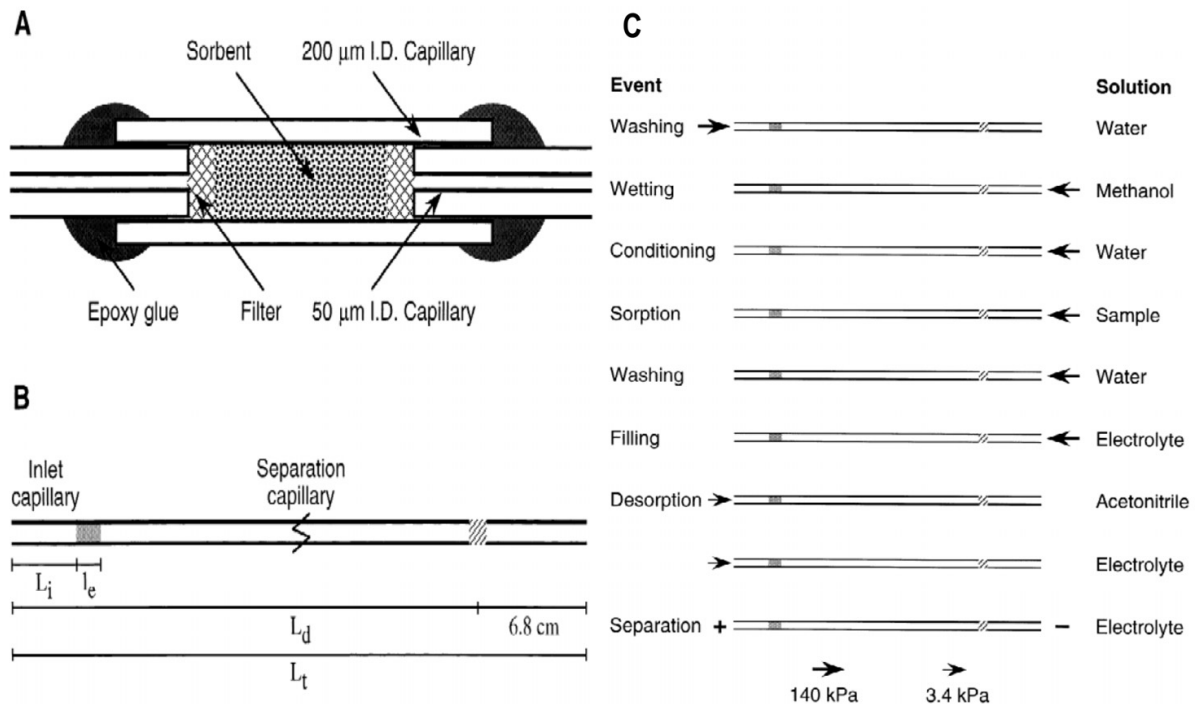 A
Sorbent
200 µm I.D. Capillary
Epoxy glue
Filter
50 µm I.D. Capillary
B
Inlet
capillary
Separation
capillary
Li
le
Ld
6.8 cm
Lt
C
Event
Solution
Washing
Water
Wetting
Methanol
Conditioning
Water
Sorption
Sample
Washing
Water
Filling
Electrolyte
Desorption
Acetonitrile
Electrolyte
Separation + – Electrolyte
140 kPa
3.4 kPa